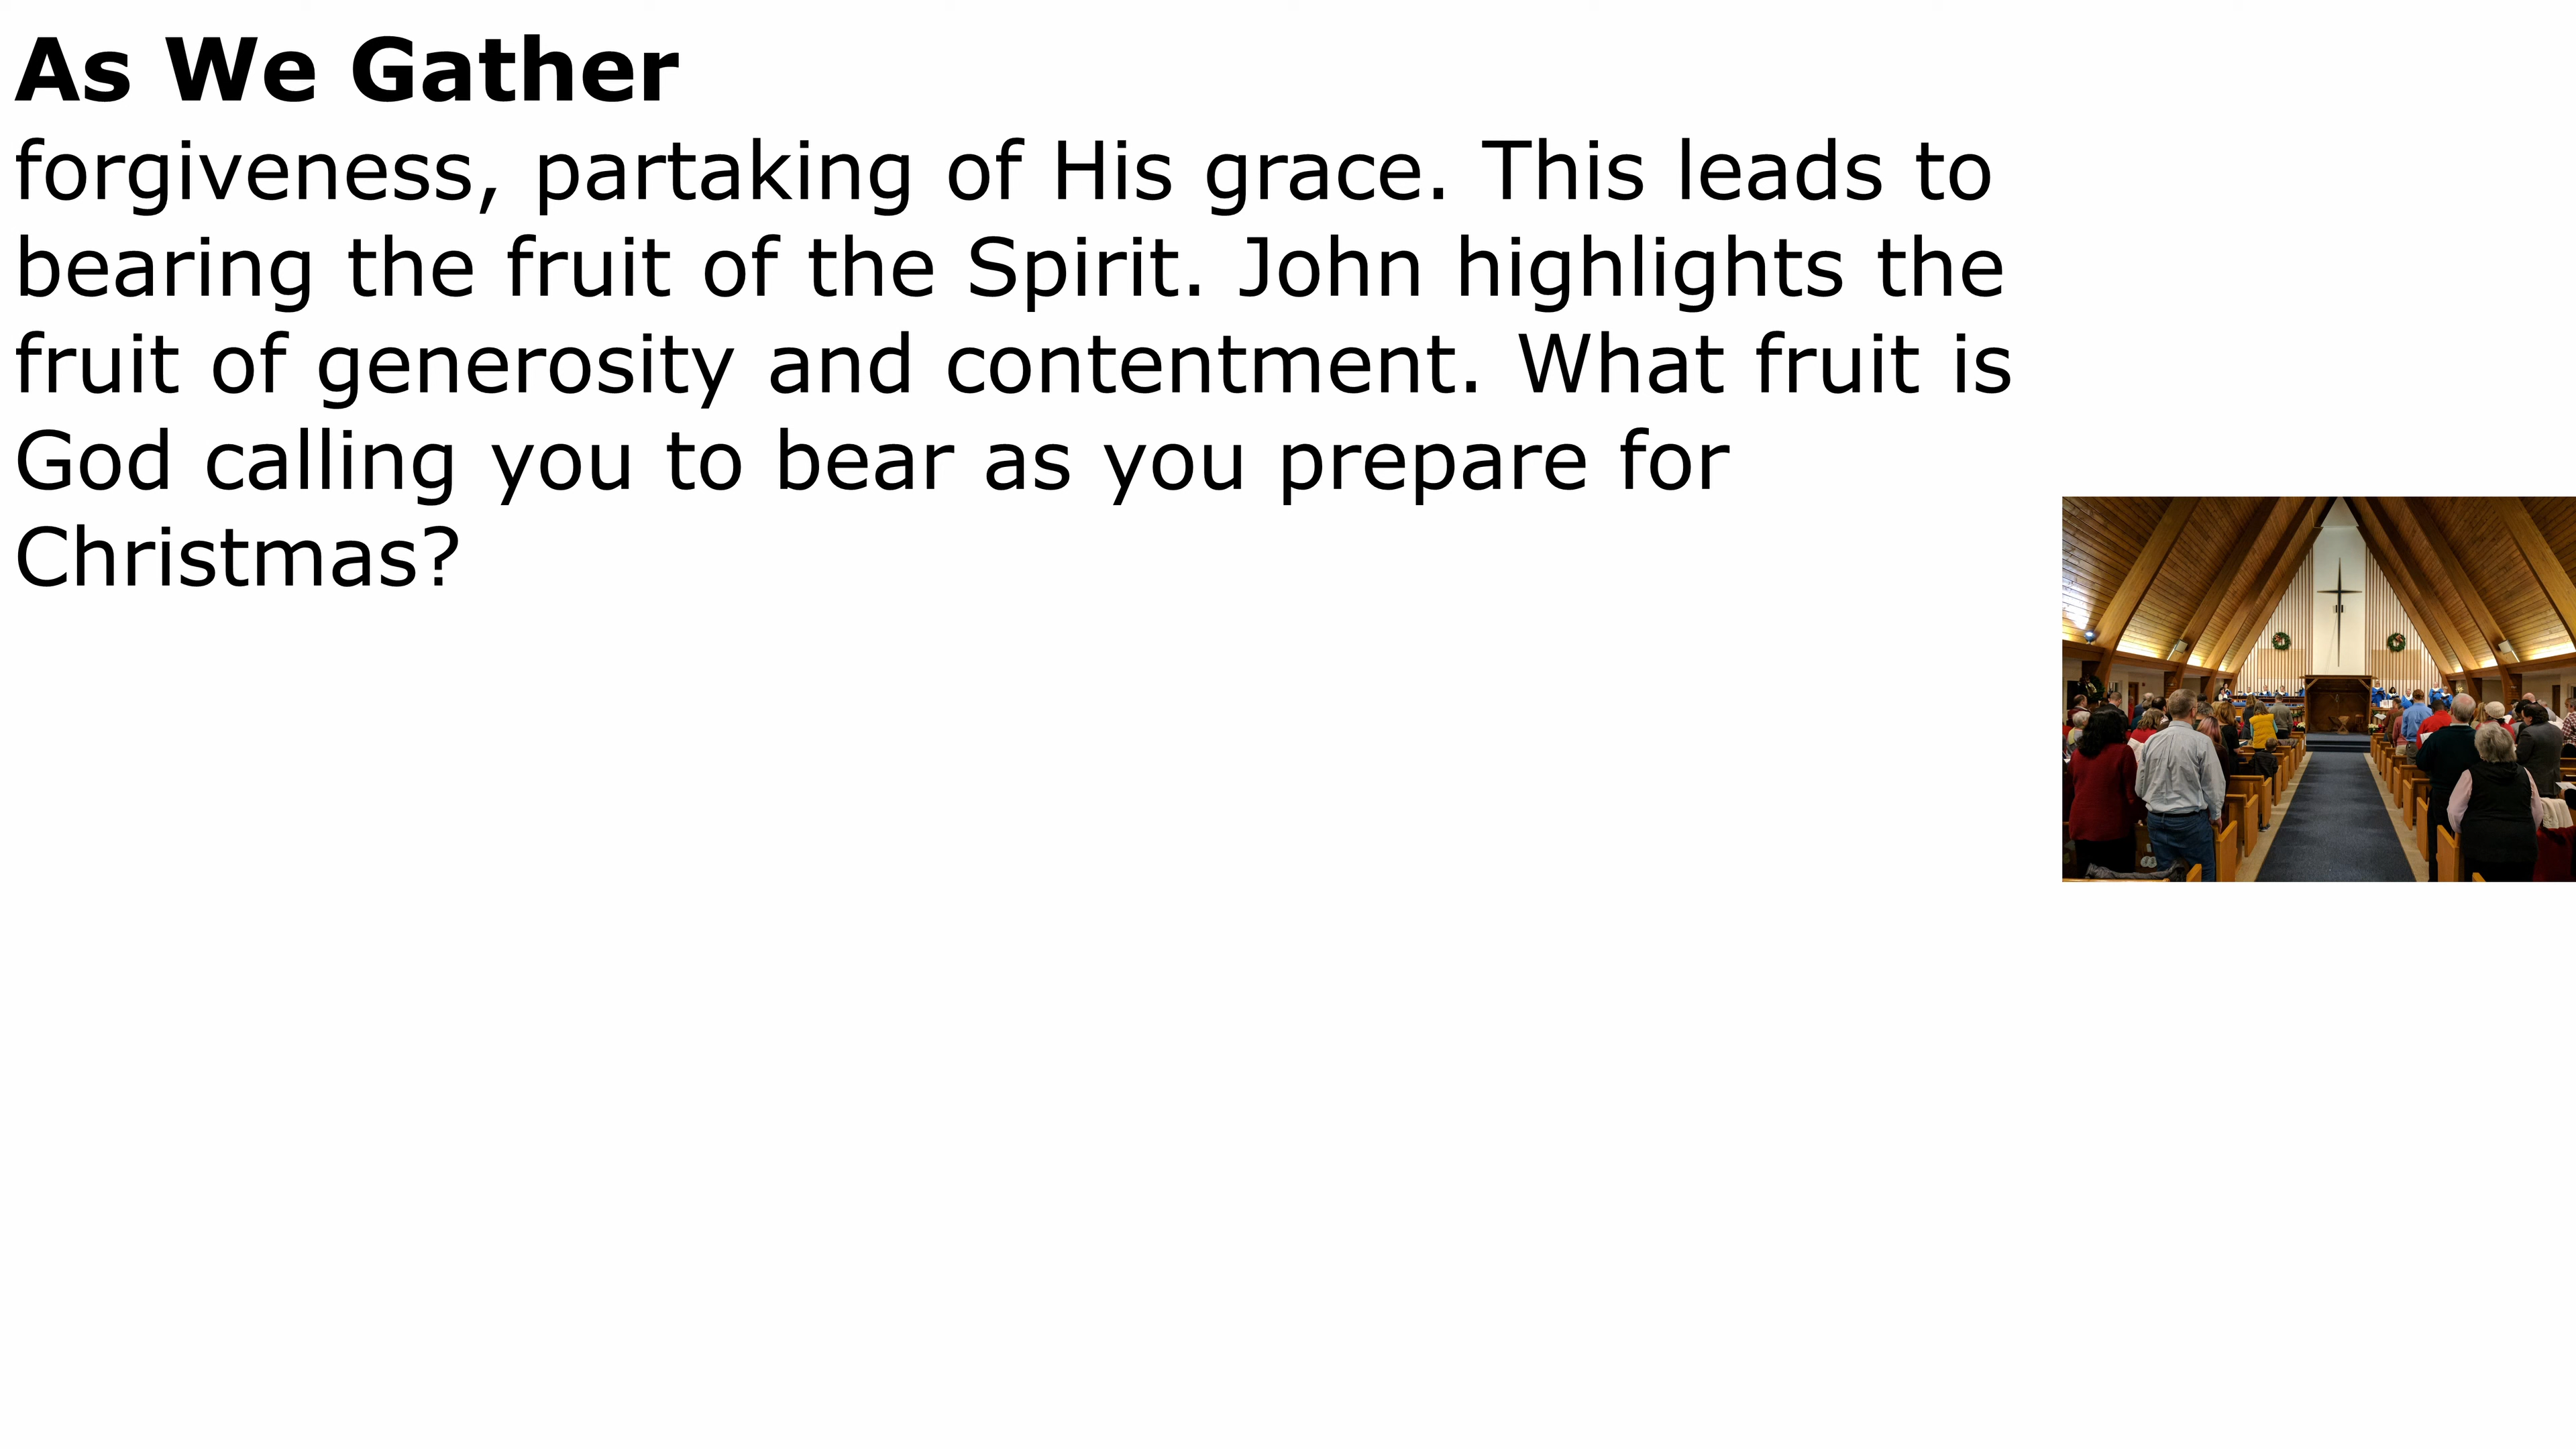 As We Gather
forgiveness, partaking of His grace. This leads to
bearing the fruit of the Spirit. John highlights the
fruit of generosity and contentment. What fruit is
God calling you to bear as you prepare for
Christmas?